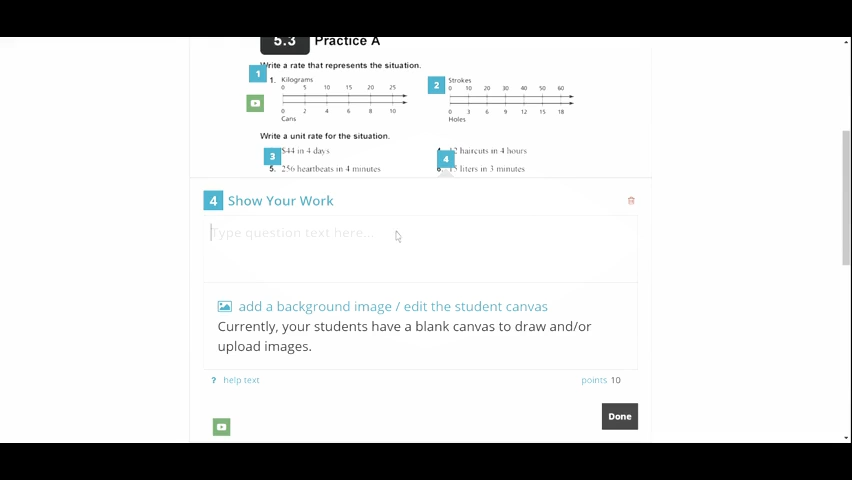 5.3 Practice A
Write a rate that represents the situation.
1 1. Kilograms
0 5 10 15 20 25
0 2 4 6 8 10
Cans
2 Strokes
0 10 20 30 40 50 60
0 3 6 9 12 15 18
Holes
Write a unit rate for the situation.
3 $44 in 4 days
4 12 haircuts in 4 hours
5. 256 heartbeats in 4 minutes
6. 15 liters in 3 minutes
4 Show Your Work
Type question text here...
add a background image / edit the student canvas
Currently, your students have a blank canvas to draw and/or
upload images.
? help text
points 10
Done